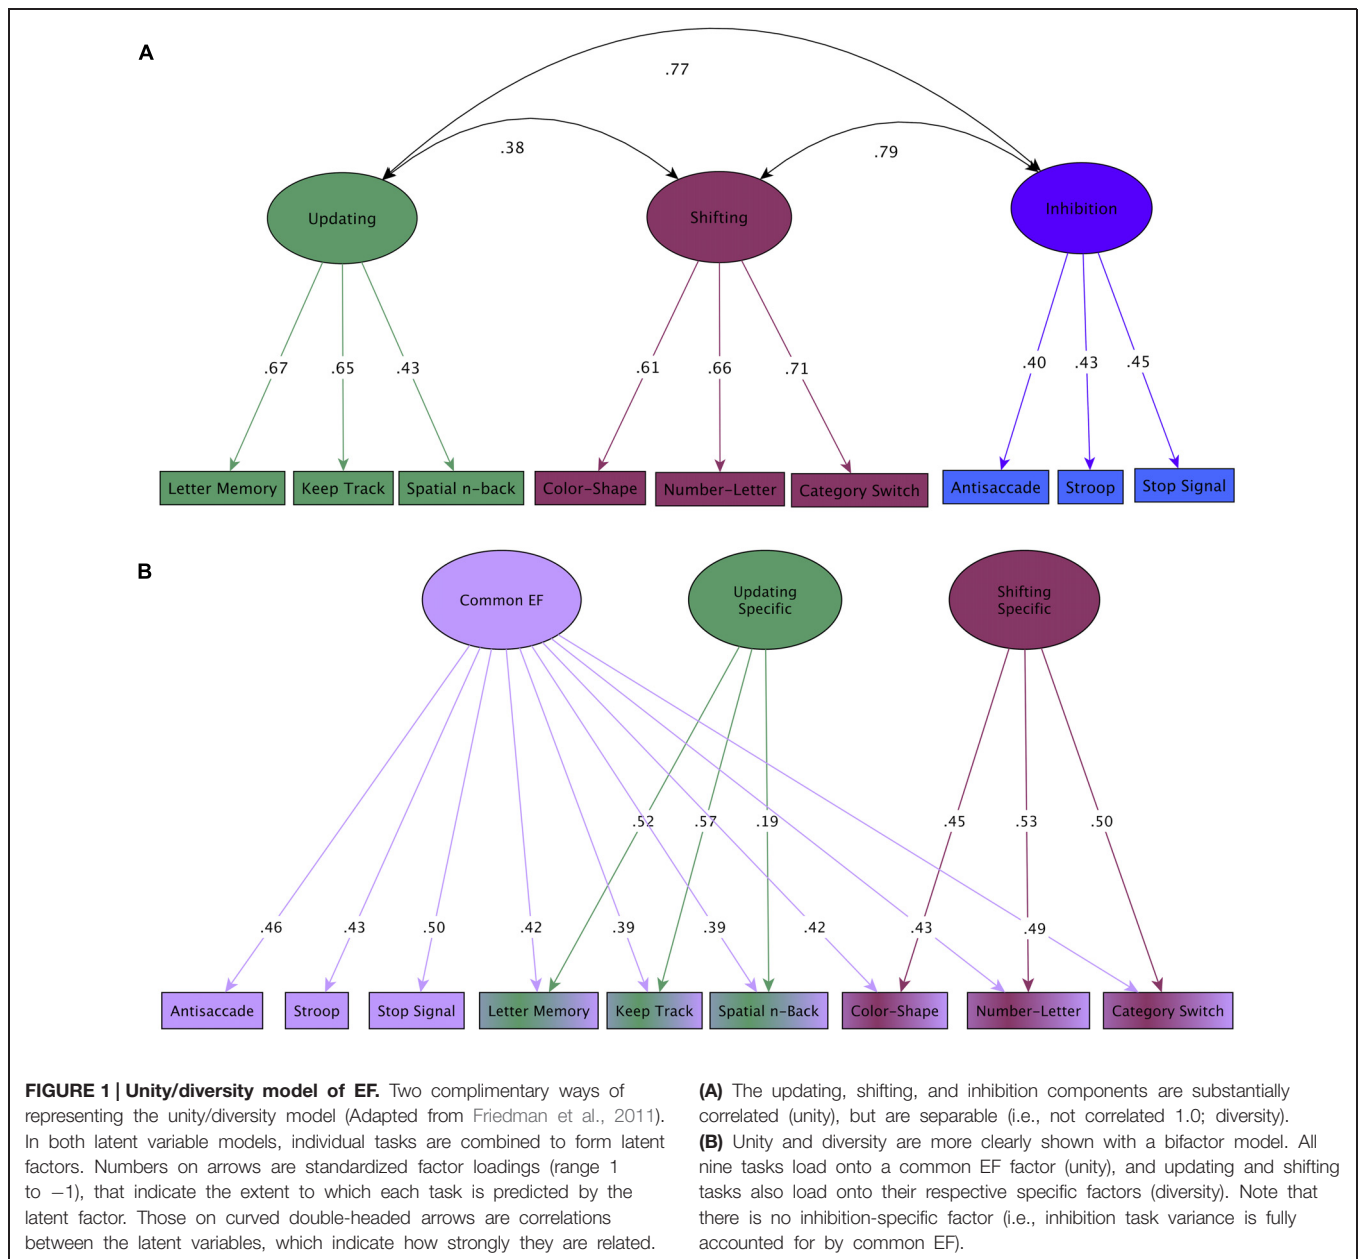 A
.77
.38
.79
Updating
Shifting
Inhibition
.67
.65
.43
.61
.66
.71
.40
.43
.45
Letter Memory
Keep Track
Spatial n-back
Color-Shape
Number-Letter
Category Switch
Antisaccade
Stroop
Stop Signal
B
Common EF
Updating
Specific
Shifting
Specific
.52
.57
.19
.45
.53
.50
.46
.43
.50
.42
.39
.39
.42
.43
.49
Antisaccade
Stroop
Stop Signal
Letter Memory
Keep Track
Spatial n-Back
Color-Shape
Number-Letter
Category Switch
FIGURE 1 | Unity/diversity model of EF. Two complimentary ways of
representing the unity/diversity model (Adapted from Friedman et al., 2011).
In both latent variable models, individual tasks are combined to form latent
factors. Numbers on arrows are standardized factor loadings (range 1
to −1), that indicate the extent to which each task is predicted by the
latent factor. Those on curved double-headed arrows are correlations
between the latent variables, which indicate how strongly they are related.
(A) The updating, shifting, and inhibition components are substantially
correlated (unity), but are separable (i.e., not correlated 1.0; diversity).
(B) Unity and diversity are more clearly shown with a bifactor model. All
nine tasks load onto a common EF factor (unity), and updating and shifting
tasks also load onto their respective specific factors (diversity). Note that
there is no inhibition-specific factor (i.e., inhibition task variance is fully
accounted for by common EF).